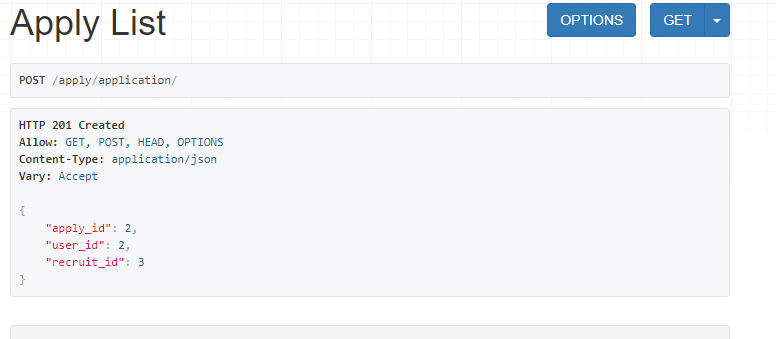 Apply List
OPTIONS
GET
POST /apply/application/
HTTP 201 Created
Allow: GET, POST, HEAD, OPTIONS
Content-Type: application/json
Vary: Accept
{
"apply_id": 2,
"user_id": 2,
"recruit_id": 3
}